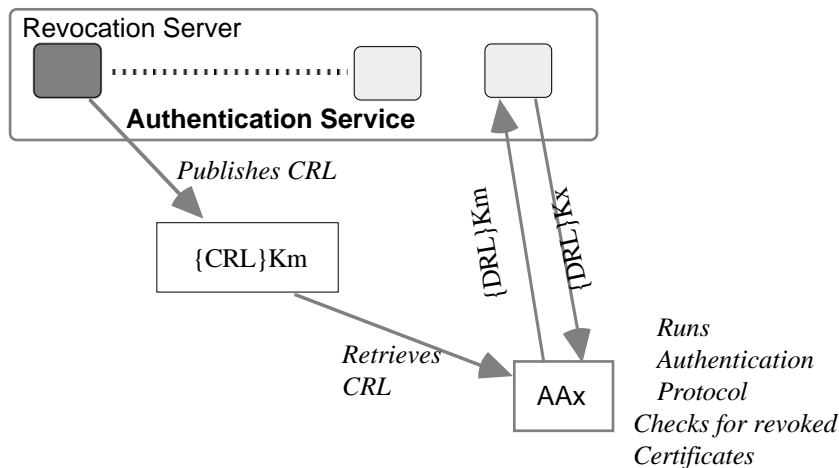 Revocation Server
Authentication Service
Publishes CRL
{CRL}Km
{DRL}Km
{DRL}Kx
Retrieves
CRL
AAx
Runs
Authentication
Protocol
Checks for revoked
Certificates